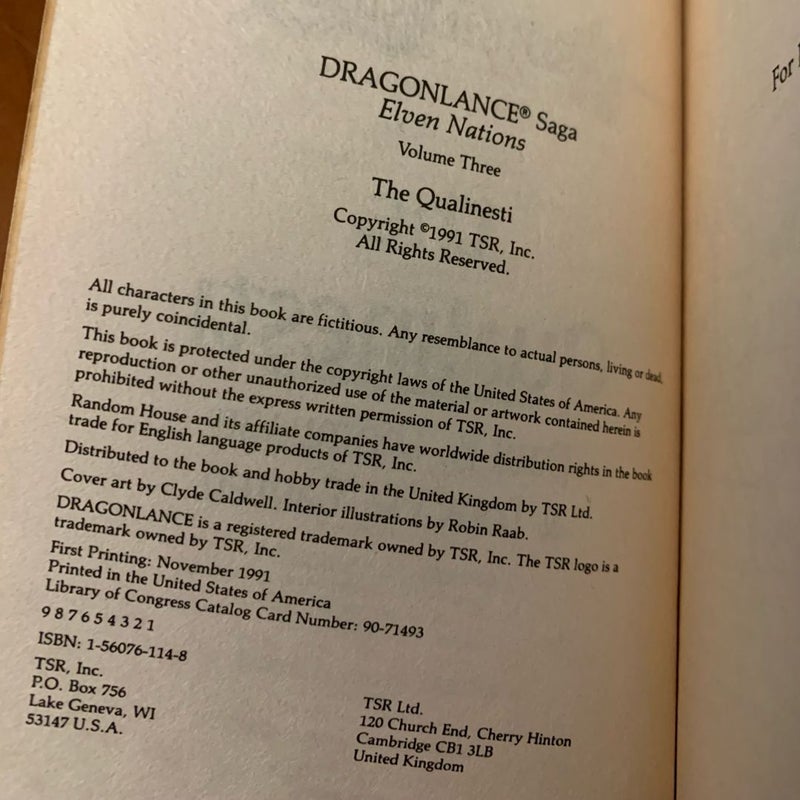 DRAGONLANCE® Saga
Elven Nations
Volume Three
The Qualinesti
Copyright ©1991 TSR, Inc.
All Rights Reserved.
All characters in this book are fictitious. Any resemblance to actual persons, living or dead,
is purely coincidental.
This book is protected under the copyright laws of the United States of America. Any
reproduction or other unauthorized use of the material or artwork contained herein is
prohibited without the express written permission of TSR, Inc.
Random House and its affiliate companies have worldwide distribution rights in the book
trade for English language products of TSR, Inc.
Distributed to the book and hobby trade in the United Kingdom by TSR Ltd.
Cover art by Clyde Caldwell. Interior illustrations by Robin Raab.
DRAGONLANCE is a registered trademark owned by TSR, Inc. The TSR logo is a
trademark owned by TSR, Inc.
First Printing: November 1991
Printed in the United States of America
Library of Congress Catalog Card Number: 90-71493
9 8 7 6 5 4 3 2 1
ISBN: 1-56076-114-8
TSR, Inc.
P.O. Box 756
Lake Geneva, WI
53147 U.S.A.
TSR Ltd.
120 Church End, Cherry Hinton
Cambridge CB1 3LB
United Kingdom
For